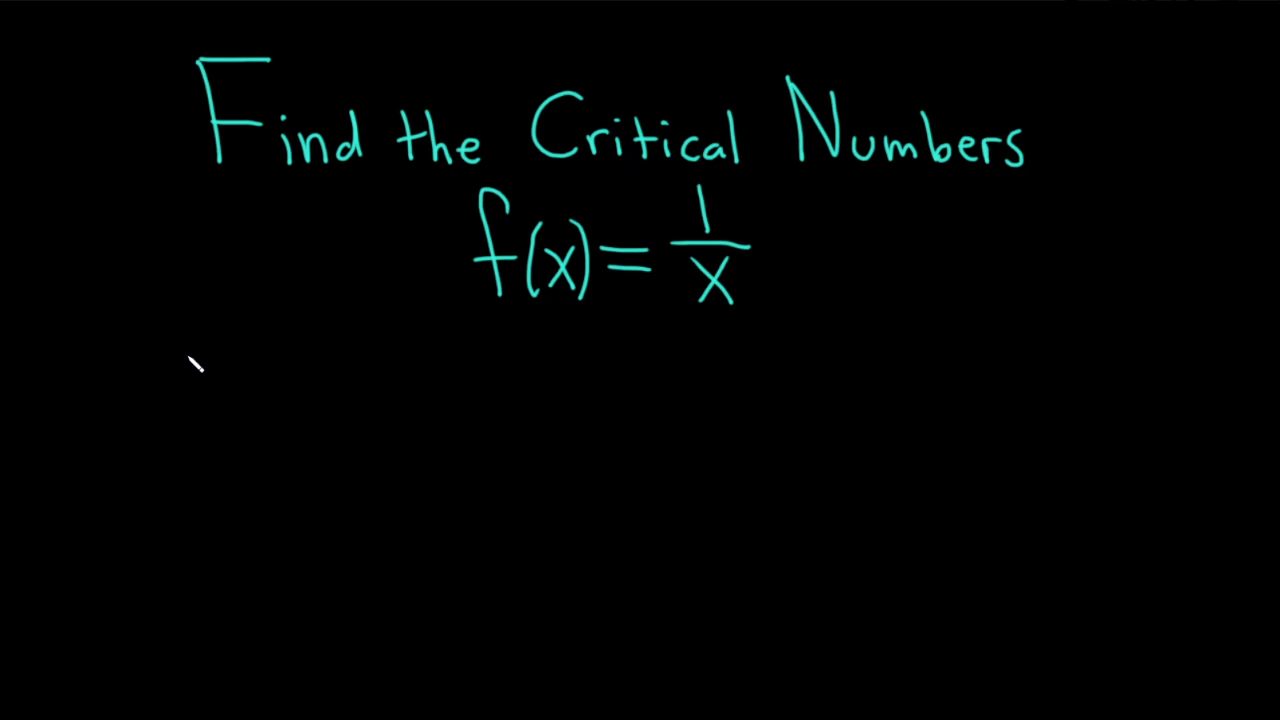 Find the Critical Numbers
f(x)=1/x